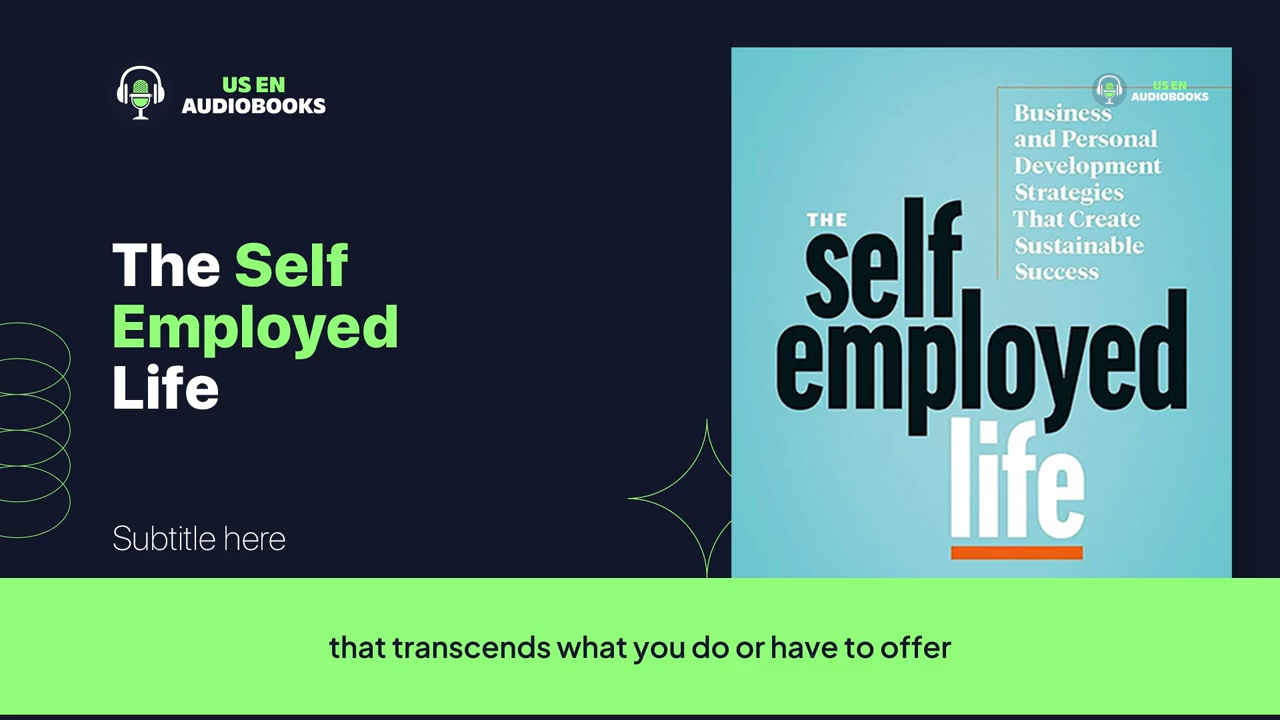 US EN
AUDIOBOOKS
The Self
Employed
Life
Subtitle here
US EN
AUDIOBOOKS
Business
and Personal
Development
Strategies
That Create
Sustainable
Success
THE
self
employed
life
that transcends what you do or have to offer